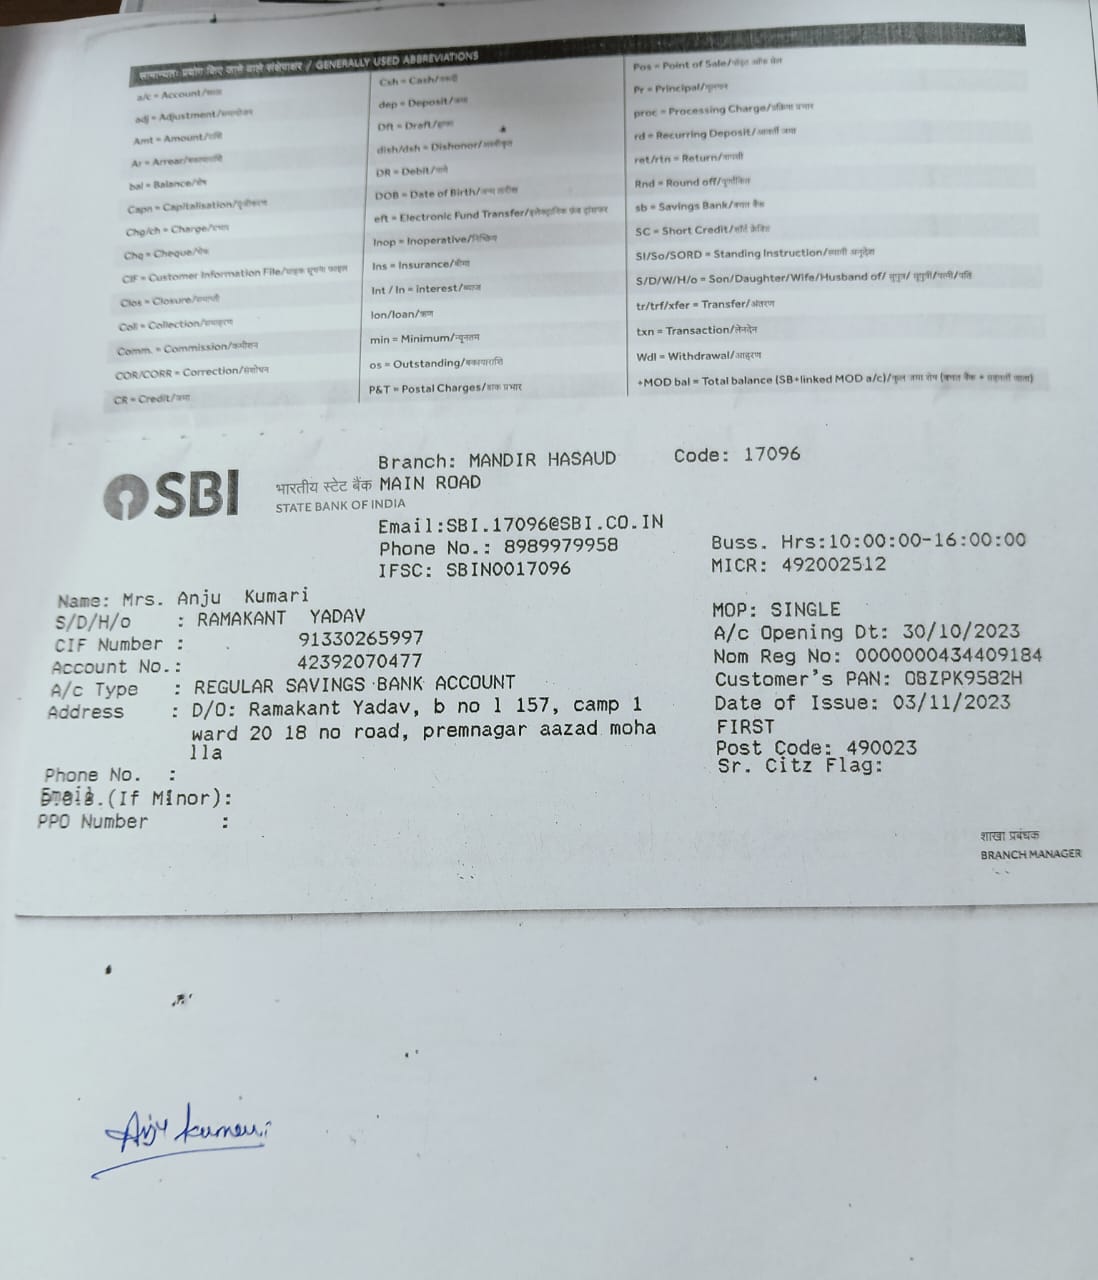 सामान्यतः प्रयोग किए जाने वाले संक्षेपाक्षर / GENERALLY USED ABBREVIATIONS
a/c = Account/खाता
adj = Adjustment/समायोजन
Amt = Amount/राशि
Ar = Arrear/बकायाराशि
bal = Balance/शेष
Capn = Capitalisation/पूंजीकरण
Chg/ch = Charge/प्रभार
Chq = Cheque/चेक
CIF = Customer Information File/ग्राहक सूचना फाइल
Clos = Closure/समाप्ती
Coll = Collection/समाहरण
Comm. = Commission/कमीशन
COR/CORR = Correction/संशोधन
CR = Credit/जमा
Csh = Cash/नकदी
dep = Deposit/जमा
Dft = Draft/ड्राफ्ट
dish/dsh = Dishonor/अस्वीकृत
DR = Debit/नामे
DOB = Date of Birth/जन्म तारीख
eft = Electronic Fund Transfer/इलेक्ट्रानिक फंड ट्रांसफर
Inop = Inoperative/निष्क्रिय
Ins = Insurance/बीमा
Int / In = interest/ब्याज
lon/loan/ऋण
min = Minimum/न्यूनतम
os = Outstanding/बकायाराशि
P&T = Postal Charges/डाक प्रभार
Pos = Point of Sale/पॉइंट ऑफ सेल
Pr = Principal/मूलधन
proc = Processing Charge/प्रक्रिया प्रभार
rd = Recurring Deposit/आवर्ती जमा
ret/rtn = Return/वापसी
Rnd = Round off/पूर्णांकित
sb = Savings Bank/बचत बैंक
SC = Short Credit/शॉर्ट क्रेडिट
SI/So/SORD = Standing Instruction/स्थायी अनुदेश
S/D/W/H/o = Son/Daughter/Wife/Husband of/ सुपुत्र/ सुपुत्री/पत्नी/पति
tr/trf/xfer = Transfer/अंतरण
txn = Transaction/लेनदेन
Wdl = Withdrawal/आहरण
+MOD bal = Total balance (SB+linked MOD a/c)/कुल जमा शेष (बचत बैंक + सहवर्ती खाता)
SBI
भारतीय स्टेट बैंक
STATE BANK OF INDIA
Branch: MANDIR HASAUD Code: 17096
MAIN ROAD
Email:SBI.17096@SBI.CO.IN
Phone No.: 8989979958 Buss. Hrs:10:00:00-16:00:00
IFSC: SBIN0017096 MICR: 492002512
Name: Mrs. Anju Kumari
S/D/H/o : RAMAKANT YADAV MOP: SINGLE
CIF Number : 91330265997 A/c Opening Dt: 30/10/2023
Account No.: 42392070477 Nom Reg No: 0000000434409184
A/c Type : REGULAR SAVINGS BANK ACCOUNT Customer's PAN: OBZPK9582H
Address : D/O: Ramakant Yadav, b no 1 157, camp 1 Date of Issue: 03/11/2023
ward 20 18 no road, premnagar aazad moha FIRST
lla Post Code: 490023
Phone No. : Sr. Citz Flag:
(If Minor):
PPO Number :
शाखा प्रबंधक
BRANCH MANAGER
Anju kumari